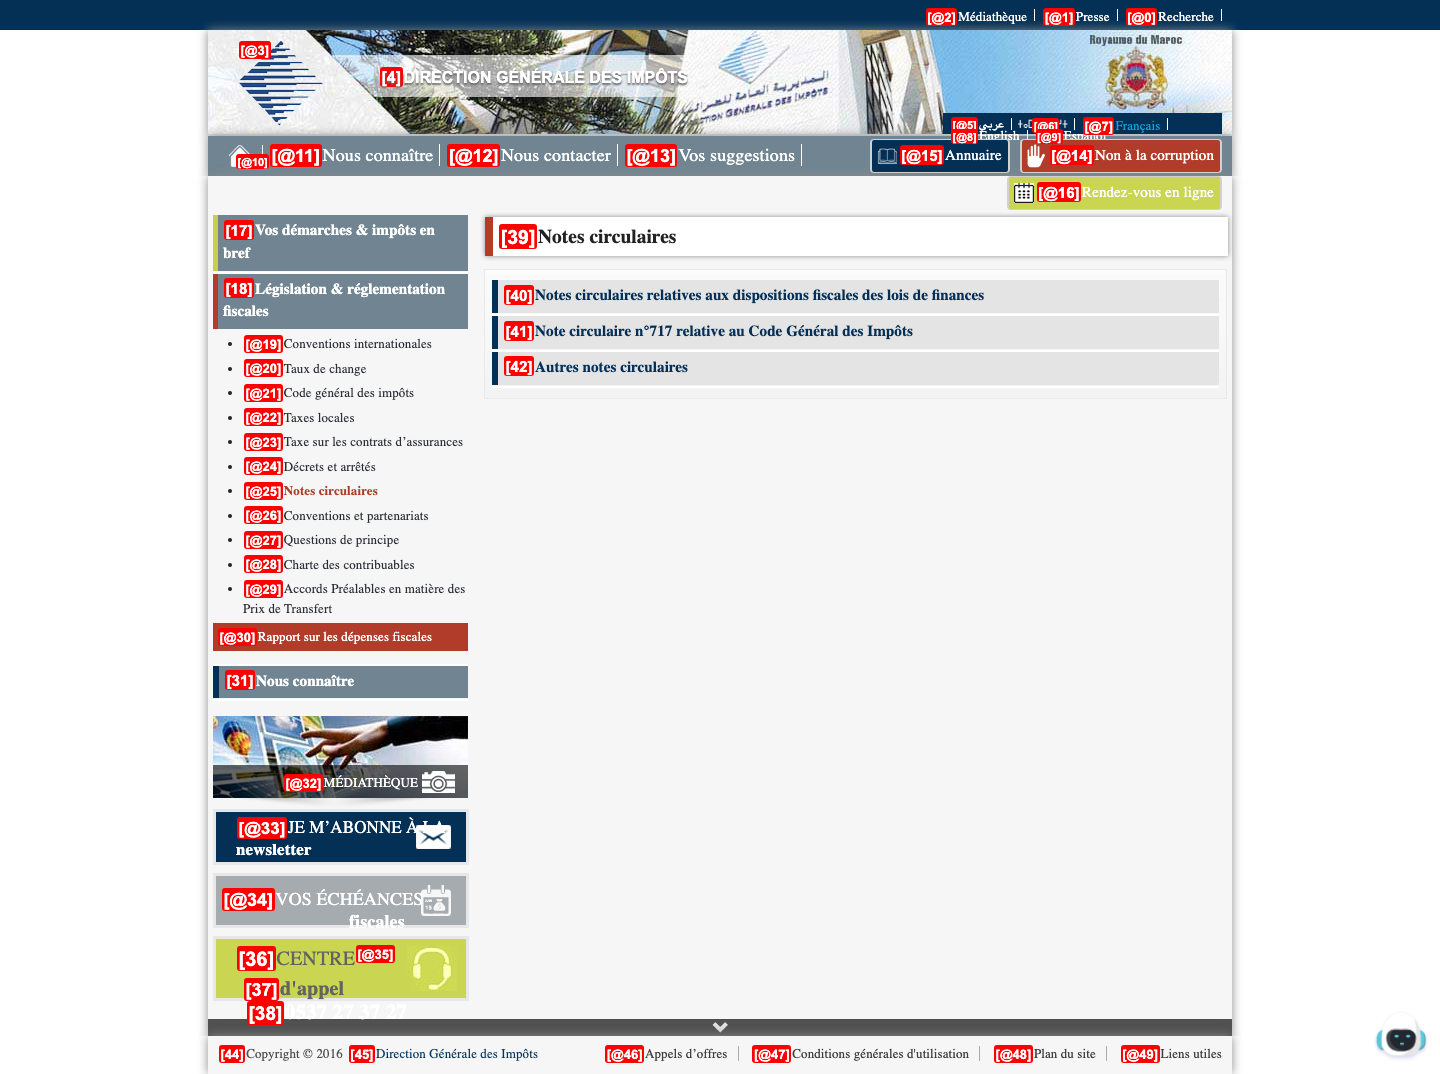 [@2]Médiathèque
[@1]Presse
[@0]Recherche
[@3]
Royaume du Maroc
[4]DIRECTION GÉNÉRALE DES IMPÔTS
المديرية العامة للضرائب
DIRECTION GÉNÉRALE DES IMPÔTS
[@5]عربي
[@6]
[@7]Français
[@8]English
[@9]Español
[@10]
[@11]Nous connaître
[@12]Nous contacter
[@13]Vos suggestions
[@15]Annuaire
[@14]Non à la corruption
[@16]Rendez-vous en ligne
[17]Vos démarches & impôts en
bref
[18]Législation & réglementation
fiscales
[@19]Conventions internationales
[@20]Taux de change
[@21]Code général des impôts
[@22]Taxes locales
[@23]Taxe sur les contrats d’assurances
[@24]Décrets et arrêtés
[@25]Notes circulaires
[@26]Conventions et partenariats
[@27]Questions de principe
[@28]Charte des contribuables
[@29]Accords Préalables en matière des
Prix de Transfert
[@30]Rapport sur les dépenses fiscales
[31]Nous connaître
[@32]MÉDIATHÈQUE
[@33]JE M’ABONNE À LA
newsletter
[@34]VOS ÉCHÉANCES
fiscales
[36]CENTRE[@35]
[37]d'appel
[38]0537 27 37 27
[39]Notes circulaires
[40]Notes circulaires relatives aux dispositions fiscales des lois de finances
[41]Note circulaire n°717 relative au Code Général des Impôts
[42]Autres notes circulaires
[44]Copyright © 2016 [45]Direction Générale des Impôts
[@46]Appels d’offres
[@47]Conditions générales d'utilisation
[@48]Plan du site
[@49]Liens utiles